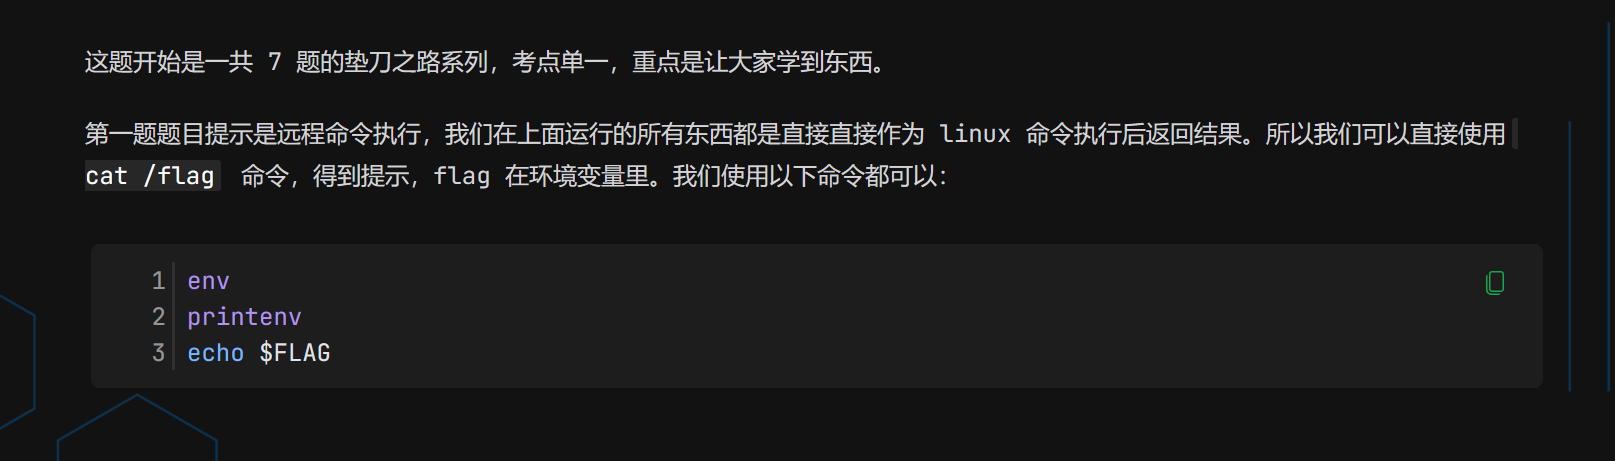 这题开始是一共 7 题的垫刀之路系列，考点单一，重点是让大家学到东西。
第一题题目提示是远程命令执行，我们在上面运行的所有东西都是直接直接作为 linux 命令执行后返回结果。所以我们可以直接使用
cat /flag 命令，得到提示，flag 在环境变量里。我们使用以下命令都可以：
1 env
2 printenv
3 echo $FLAG